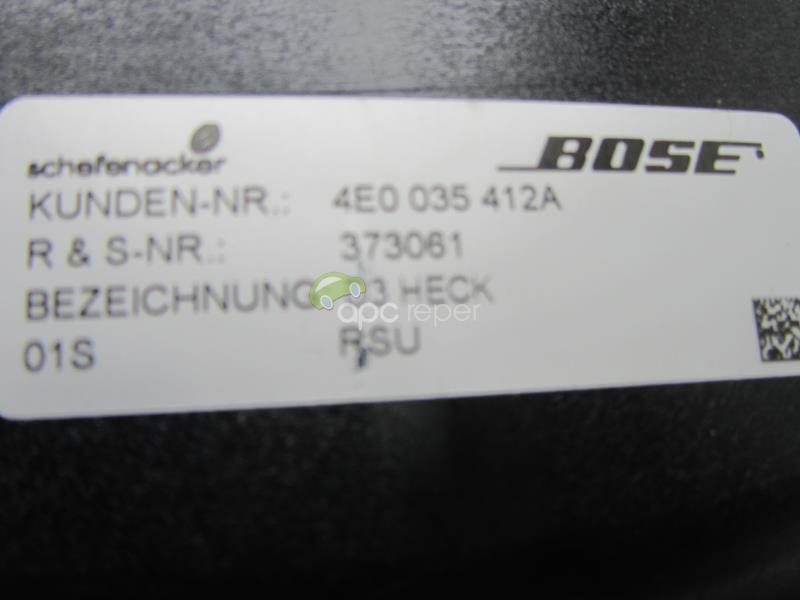 schefenacker
BOSE
KUNDEN-NR.: 4E0 035 412A
R & S-NR.: 373061
BEZEICHNUNG HECK
01S RSU
apc reper